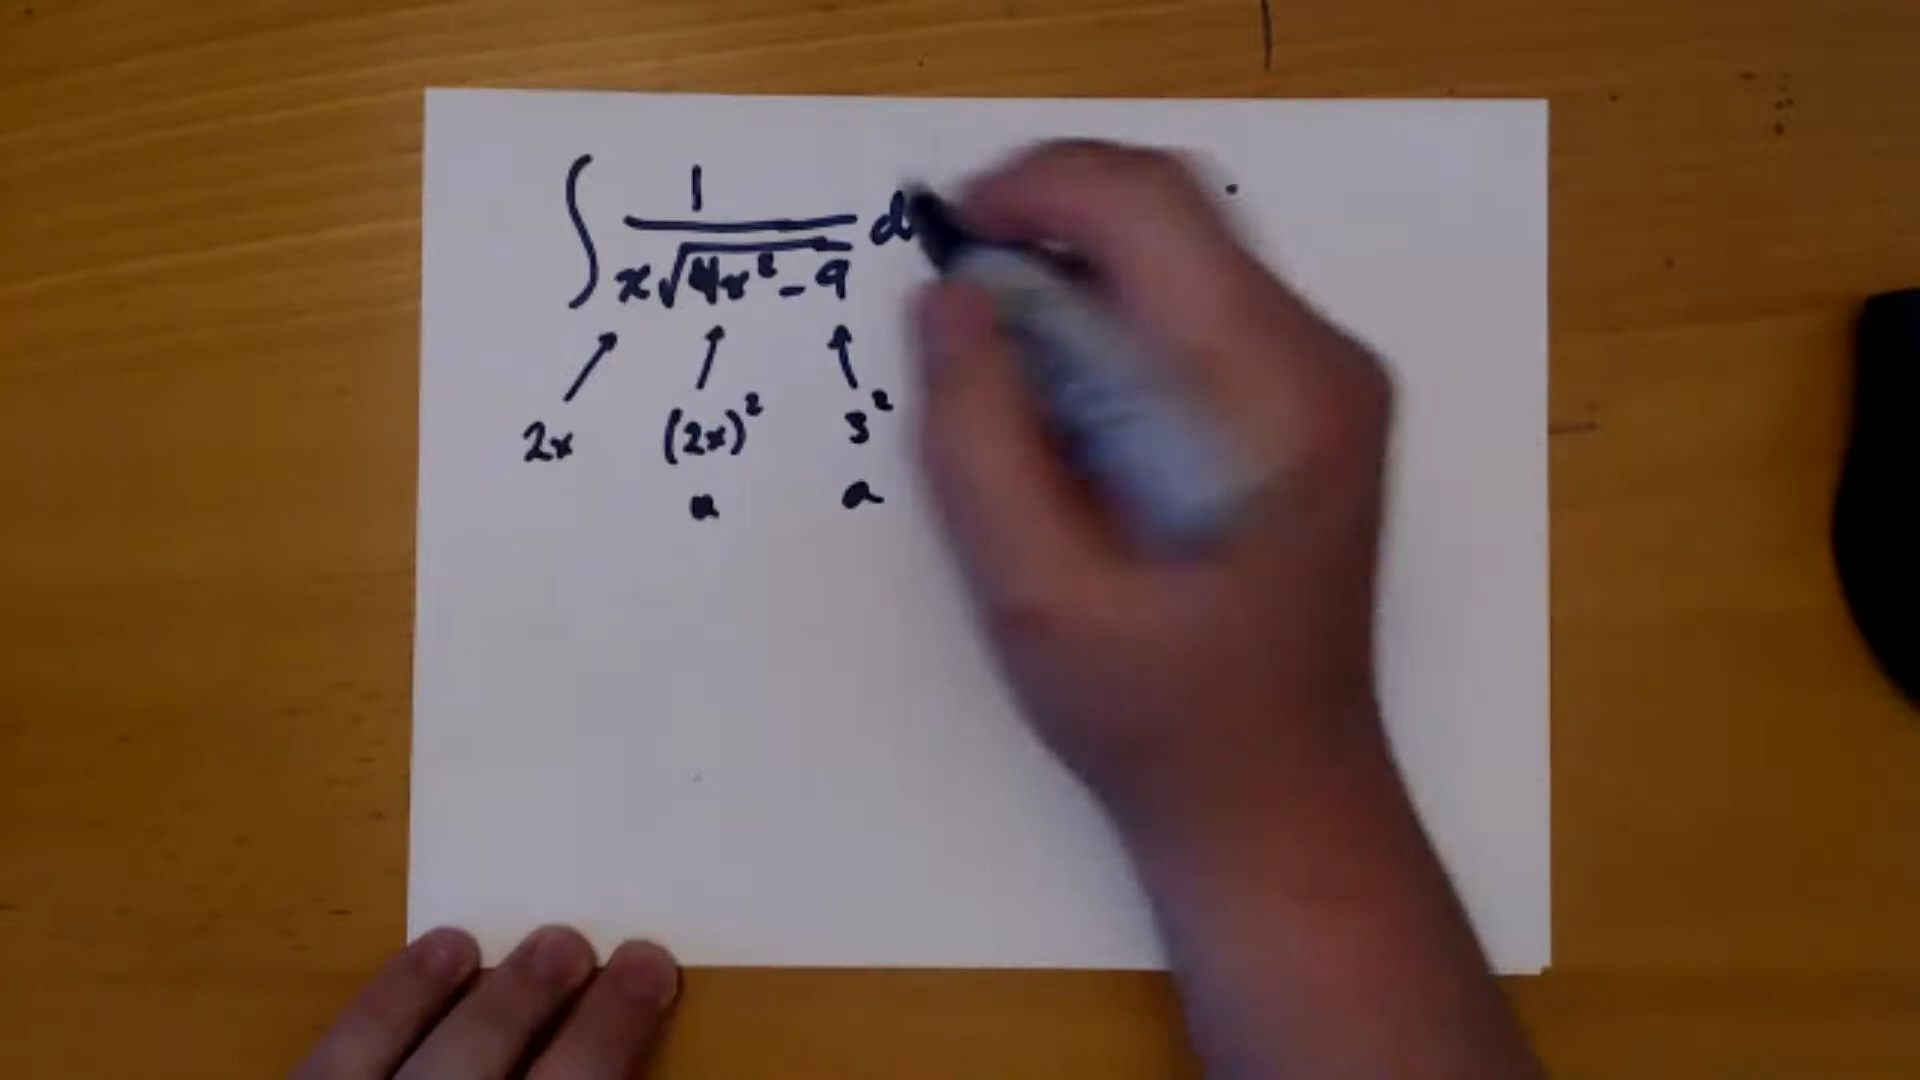 ∫ 1
x√4x² - 9 d
2x (2x)² 3²
u a